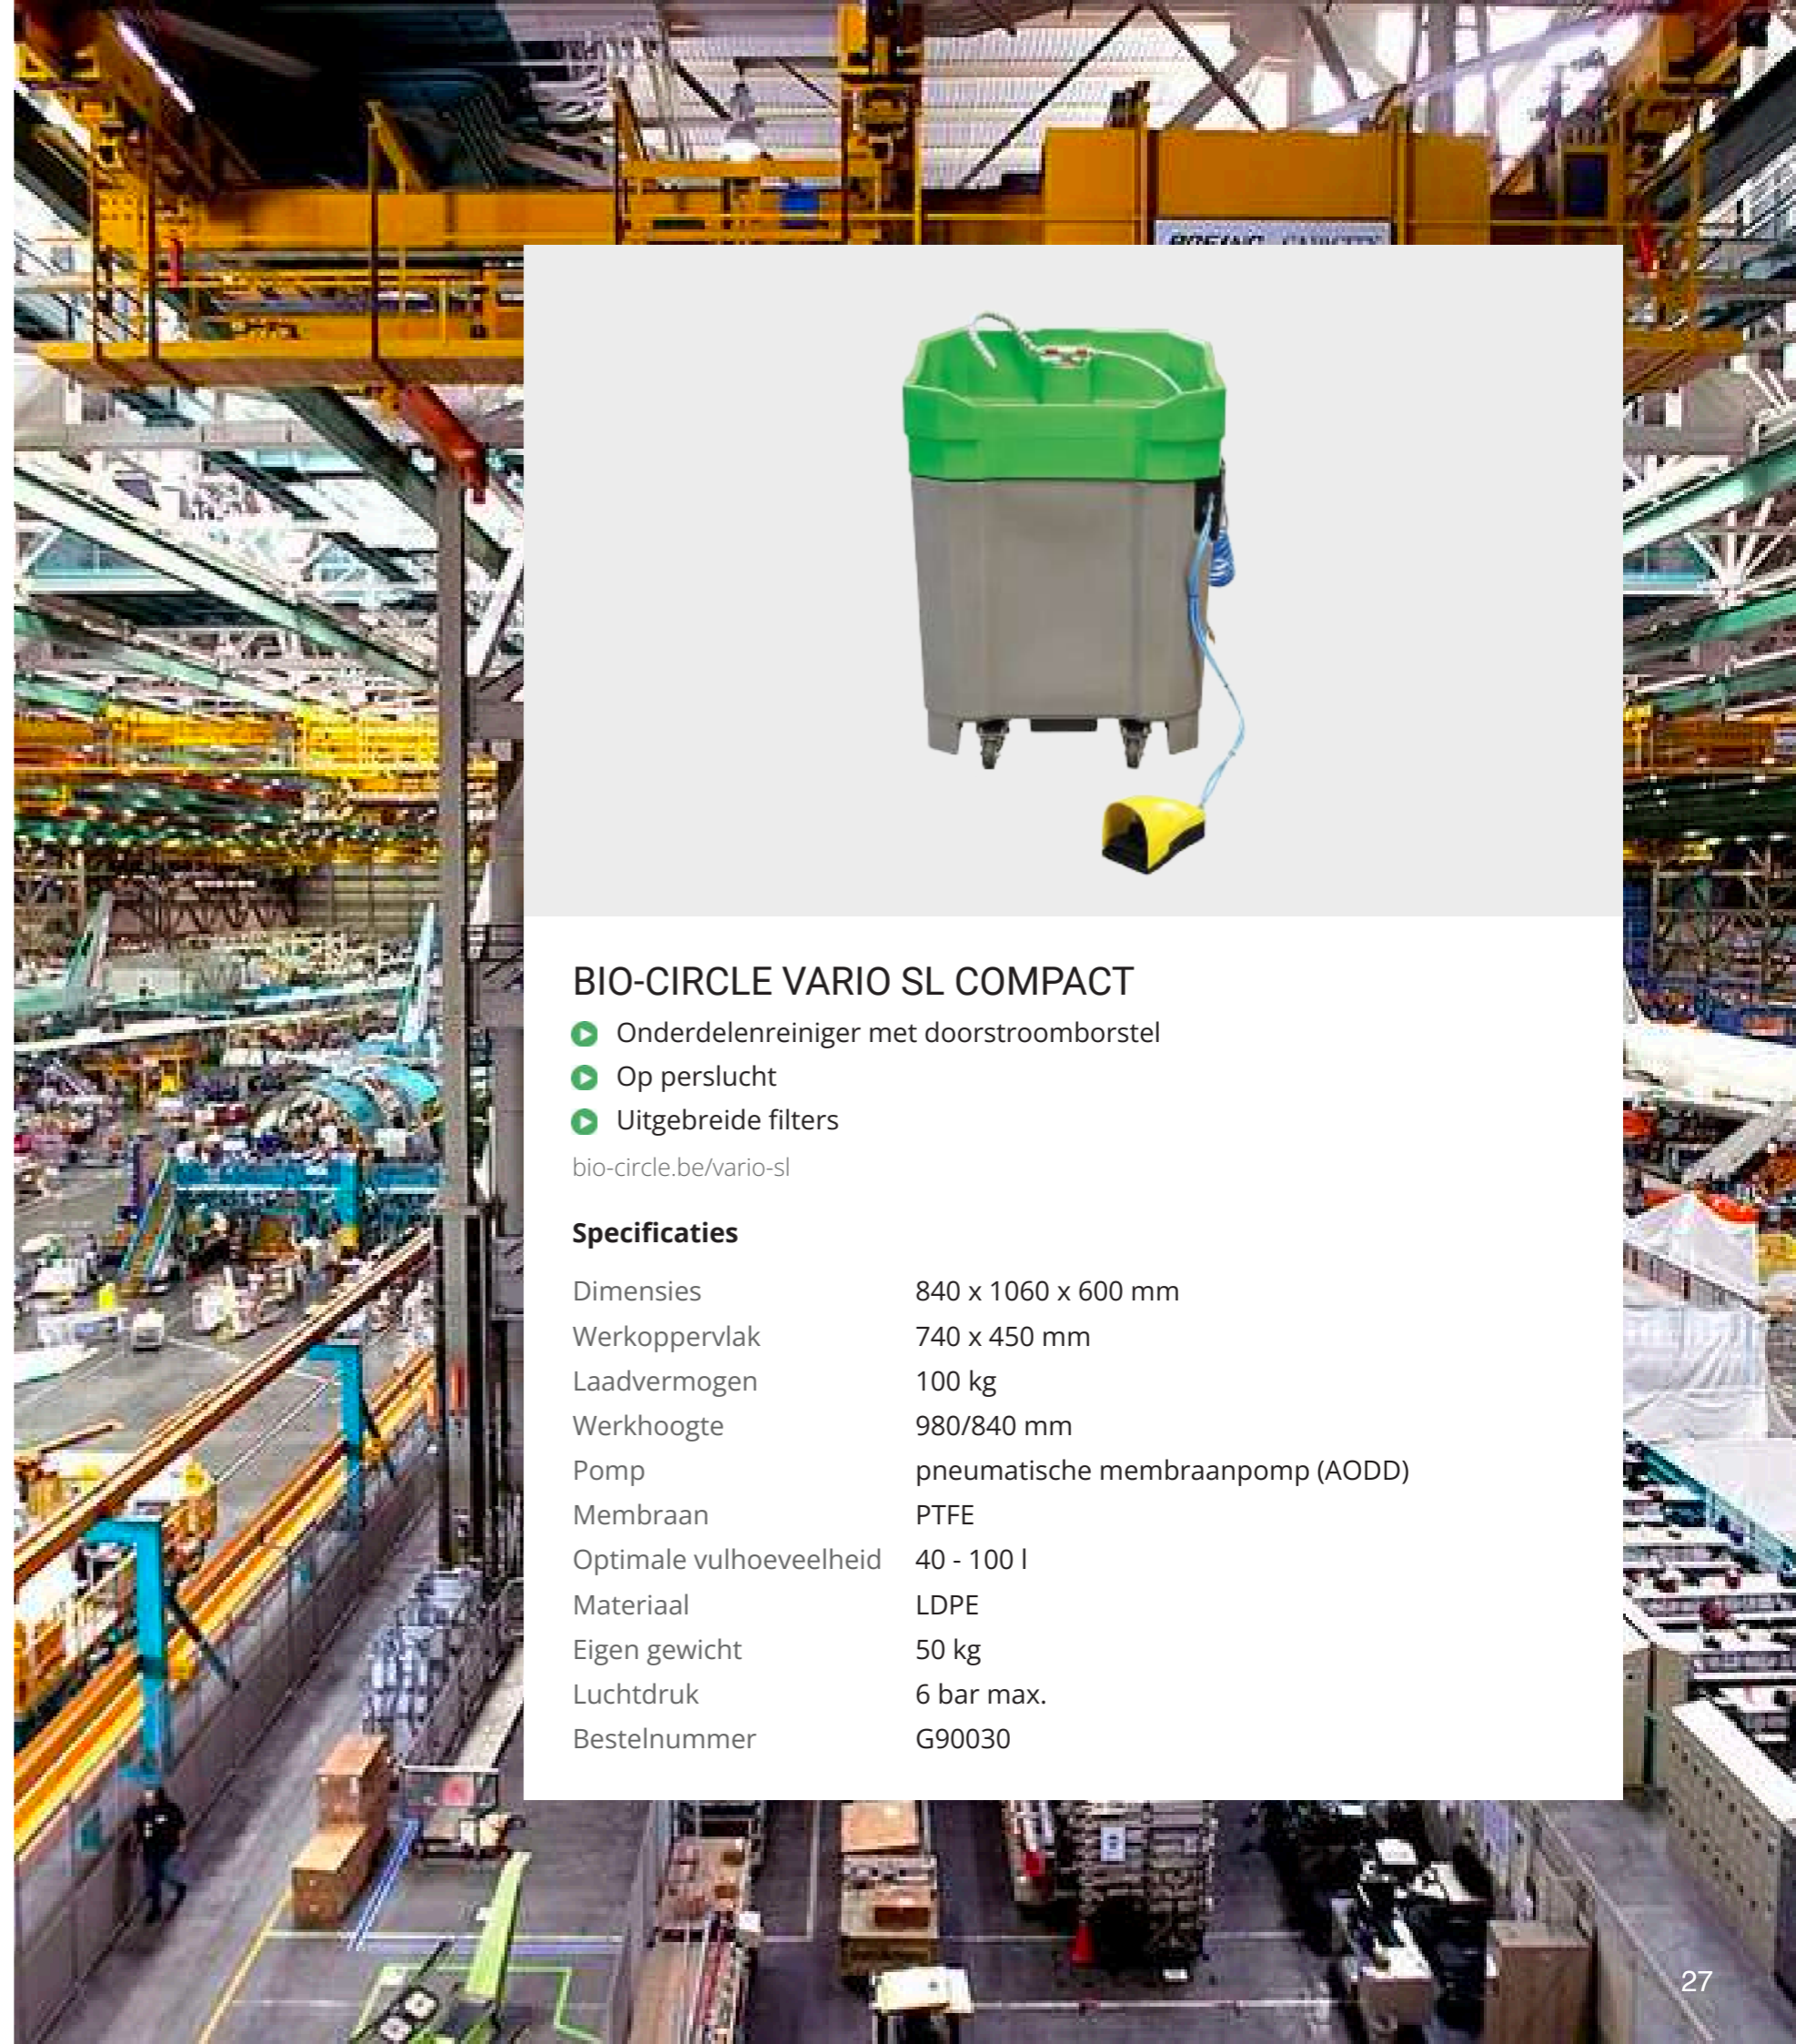 BOEING
BIO-CIRCLE VARIO SL COMPACT
Onderdelenreiniger met doorstroomborstel
Op perslucht
Uitgebreide filters
bio-circle.be/vario-sl
Specificaties
Dimensies 840 x 1060 x 600 mm
Werkoppervlak 740 x 450 mm
Laadvermogen 100 kg
Werkhoogte 980/840 mm
Pomp pneumatische membraanpomp (AODD)
Membraan PTFE
Optimale vulhoeveelheid 40 - 100 l
Materiaal LDPE
Eigen gewicht 50 kg
Luchtdruk 6 bar max.
Bestelnummer G90030
27